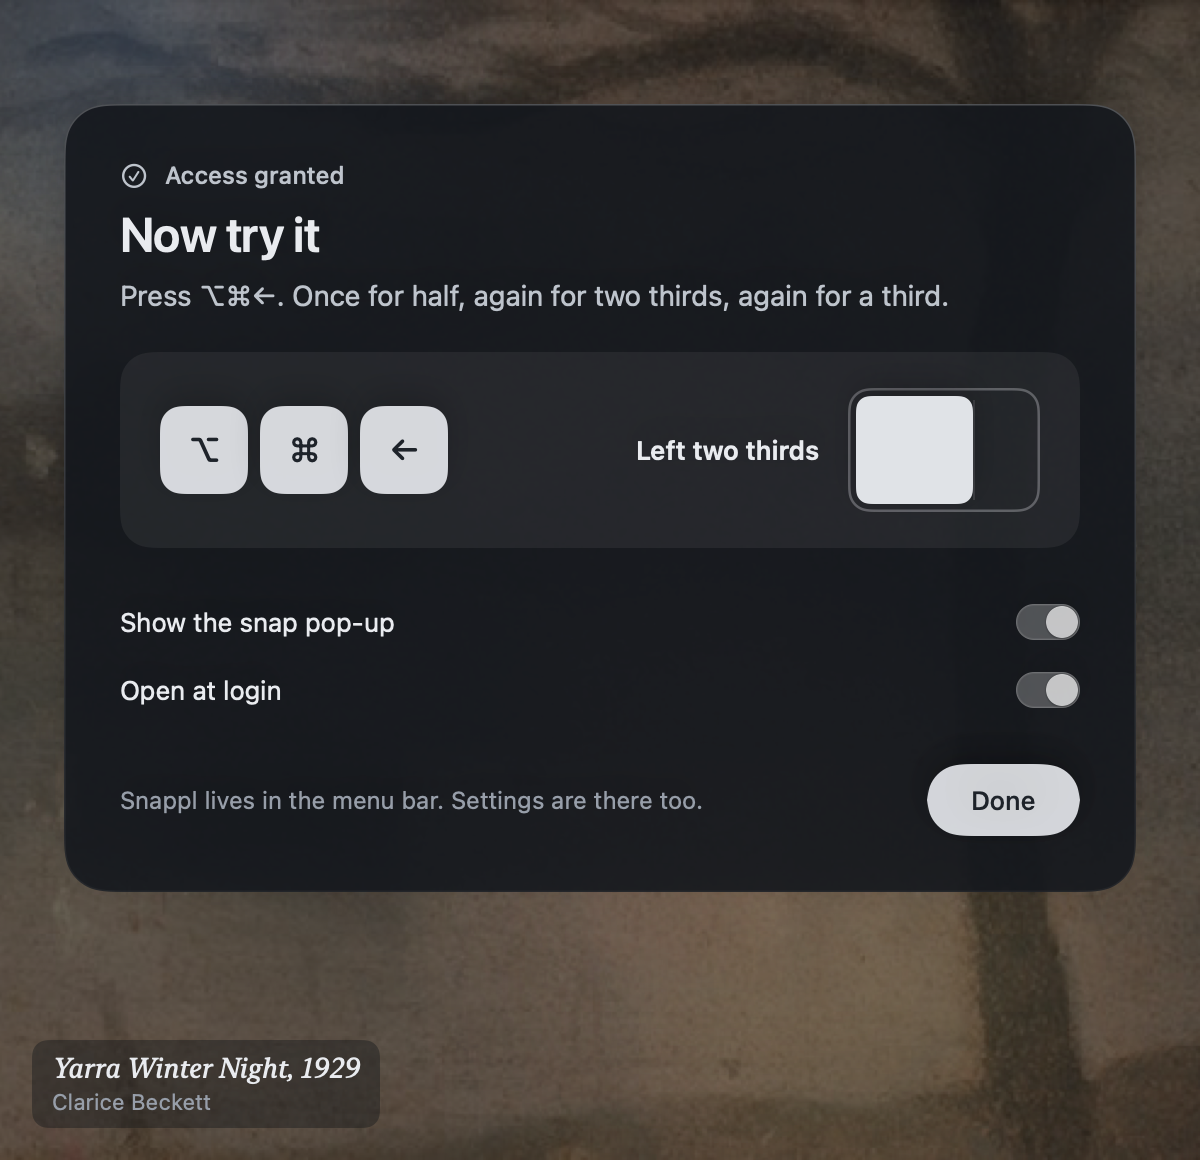 Access granted
Now try it
Press ⌥⌘←. Once for half, again for two thirds, again for a third.
⌥ ⌘ ← Left two thirds
Show the snap pop-up
Open at login
Snappl lives in the menu bar. Settings are there too. Done
Yarra Winter Night, 1929
Clarice Beckett